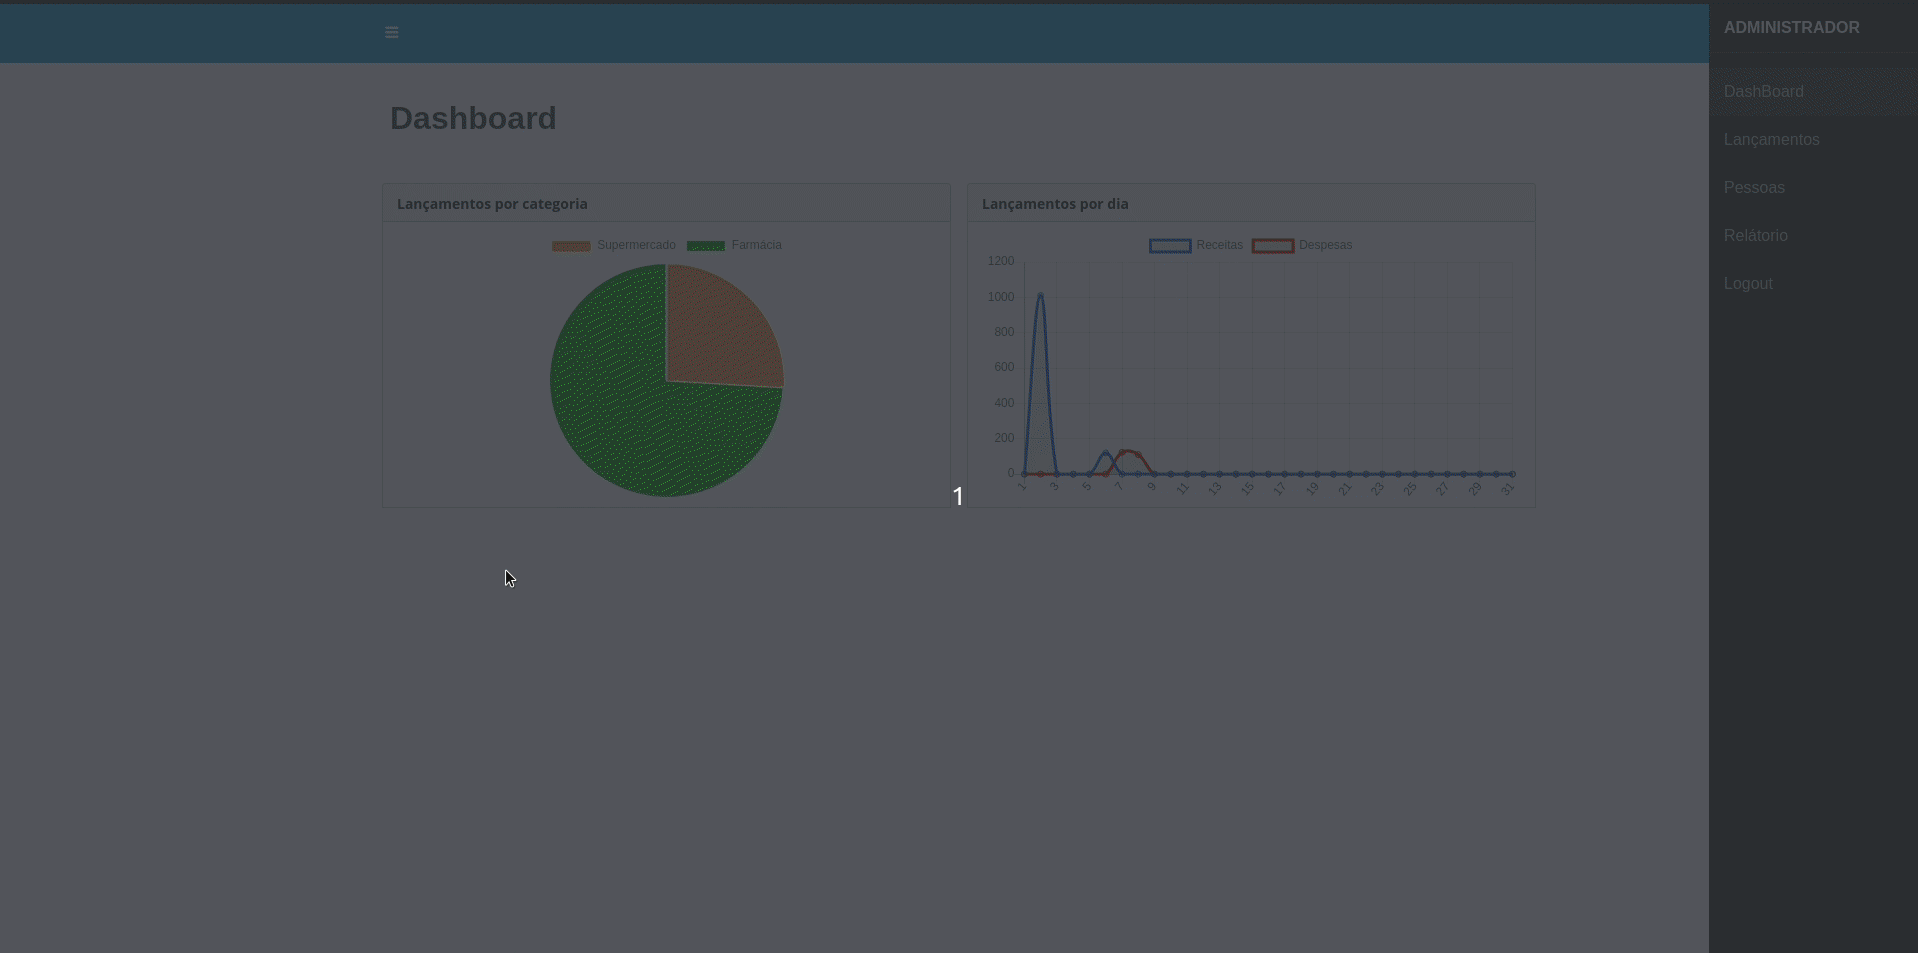 ADMINISTRADOR
DashBoard
Lançamentos
Pessoas
Relátorio
Logout
Dashboard
Lançamentos por categoria
Supermercado Farmácia
Lançamentos por dia
Receitas Despesas
1200
1000
800
600
400
200
0
1 3 5 7 9 11 13 15 17 19 21 23 25 27 29 31
1